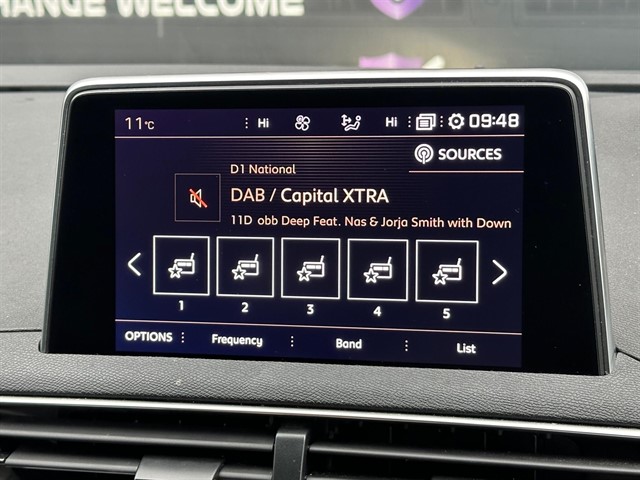 HANGE WELCOME
11°C Hi Hi 09:48
SOURCES
D1 National
DAB / Capital XTRA
11D obb Deep Feat. Nas & Jorja Smith with Down
1 2 3 4 5
OPTIONS Frequency Band List